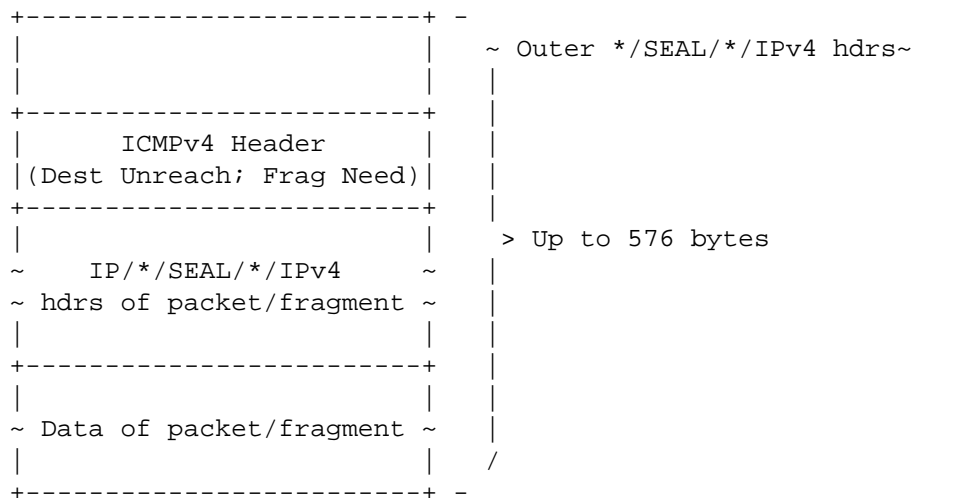 ~ Outer */SEAL/*/IPv4 hdrs~
ICMPv4 Header
(Dest Unreach; Frag Need)
> Up to 576 bytes
~ IP/*/SEAL/*/IPv4 ~
~ hdrs of packet/fragment ~
~ Data of packet/fragment ~